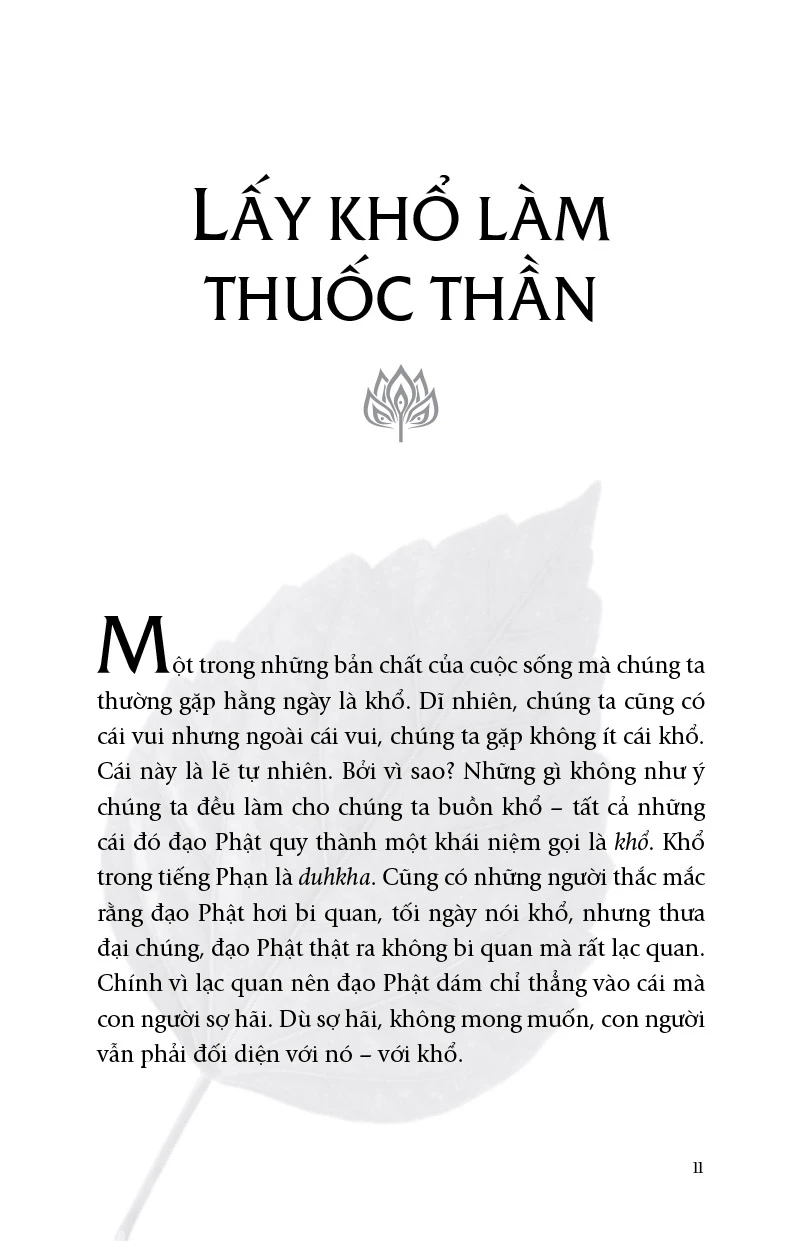 LẤY KHỔ LÀM
THUỐC THẦN
Một trong những bản chất của cuộc sống mà chúng ta
thường gặp hằng ngày là khổ. Dĩ nhiên, chúng ta cũng có
cái vui nhưng ngoài cái vui, chúng ta gặp không ít cái khổ.
Cái này là lẽ tự nhiên. Bởi vì sao? Những gì không như ý
chúng ta đều làm cho chúng ta buồn khổ – tất cả những
cái đó đạo Phật quy thành một khái niệm gọi là khổ. Khổ
trong tiếng Phạn là duhkha. Cũng có những người thắc mắc
rằng đạo Phật hơi bi quan, tối ngày nói khổ, nhưng thưa
đại chúng, đạo Phật thật ra không bi quan mà rất lạc quan.
Chính vì lạc quan nên đạo Phật dám chỉ thẳng vào cái mà
con người sợ hãi. Dù sợ hãi, không mong muốn, con người
vẫn phải đối diện với nó – với khổ.
11